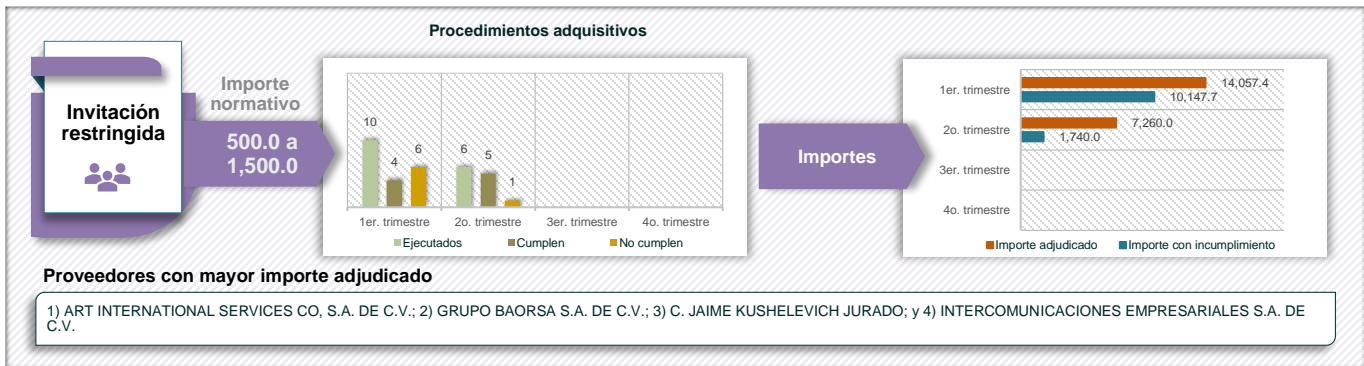 Procedimientos adquisitivos
Invitación
restringida
Importe
normativo
500.0 a
1,500.0
10
4
6
6
5
1
1er. trimestre
2o. trimestre
3er. trimestre
4o. trimestre
Ejecutados
Cumplen
No cumplen
Importes
1er. trimestre
14,057.4
10,147.7
2o. trimestre
7,260.0
1,740.0
3er. trimestre
4o. trimestre
Importe adjudicado
Importe con incumplimiento
Proveedores con mayor importe adjudicado
1) ART INTERNATIONAL SERVICES CO, S.A. DE C.V.; 2) GRUPO BAORSA S.A. DE C.V.; 3) C. JAIME KUSHELEVICH JURADO; y 4) INTERCOMUNICACIONES EMPRESARIALES S.A. DE
C.V.